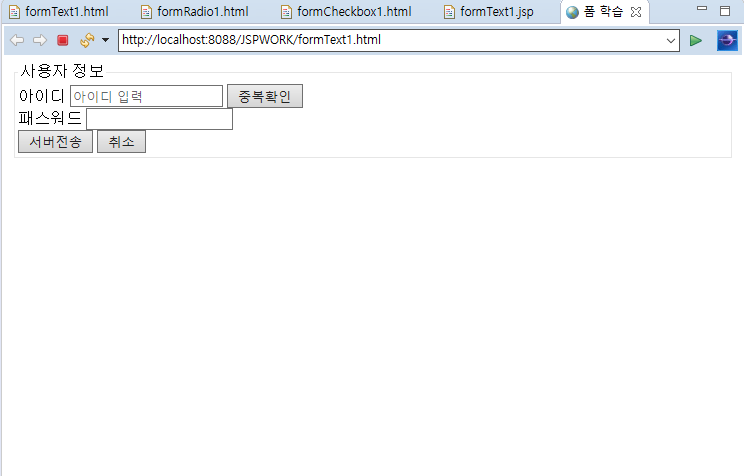 formText1.html formRadio1.html formCheckbox1.html formText1.jsp 폼 학습
http://localhost:8088/JSPWORK/formText1.html
사용자 정보
아이디 아이디 입력 중복확인
패스워드
서버전송 취소